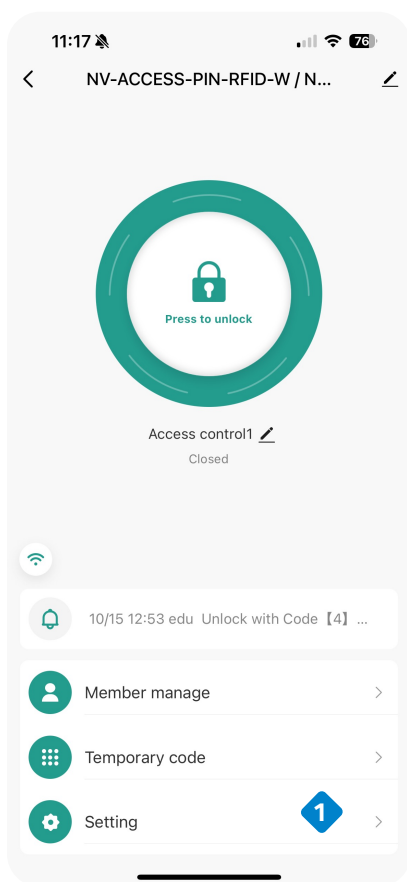 11:17
76
NV-ACCESS-PIN-RFID-W / N...
Press to unlock
Access control1
Closed
10/15 12:53 edu Unlock with Code【4】...
Member manage
Temporary code
Setting
1